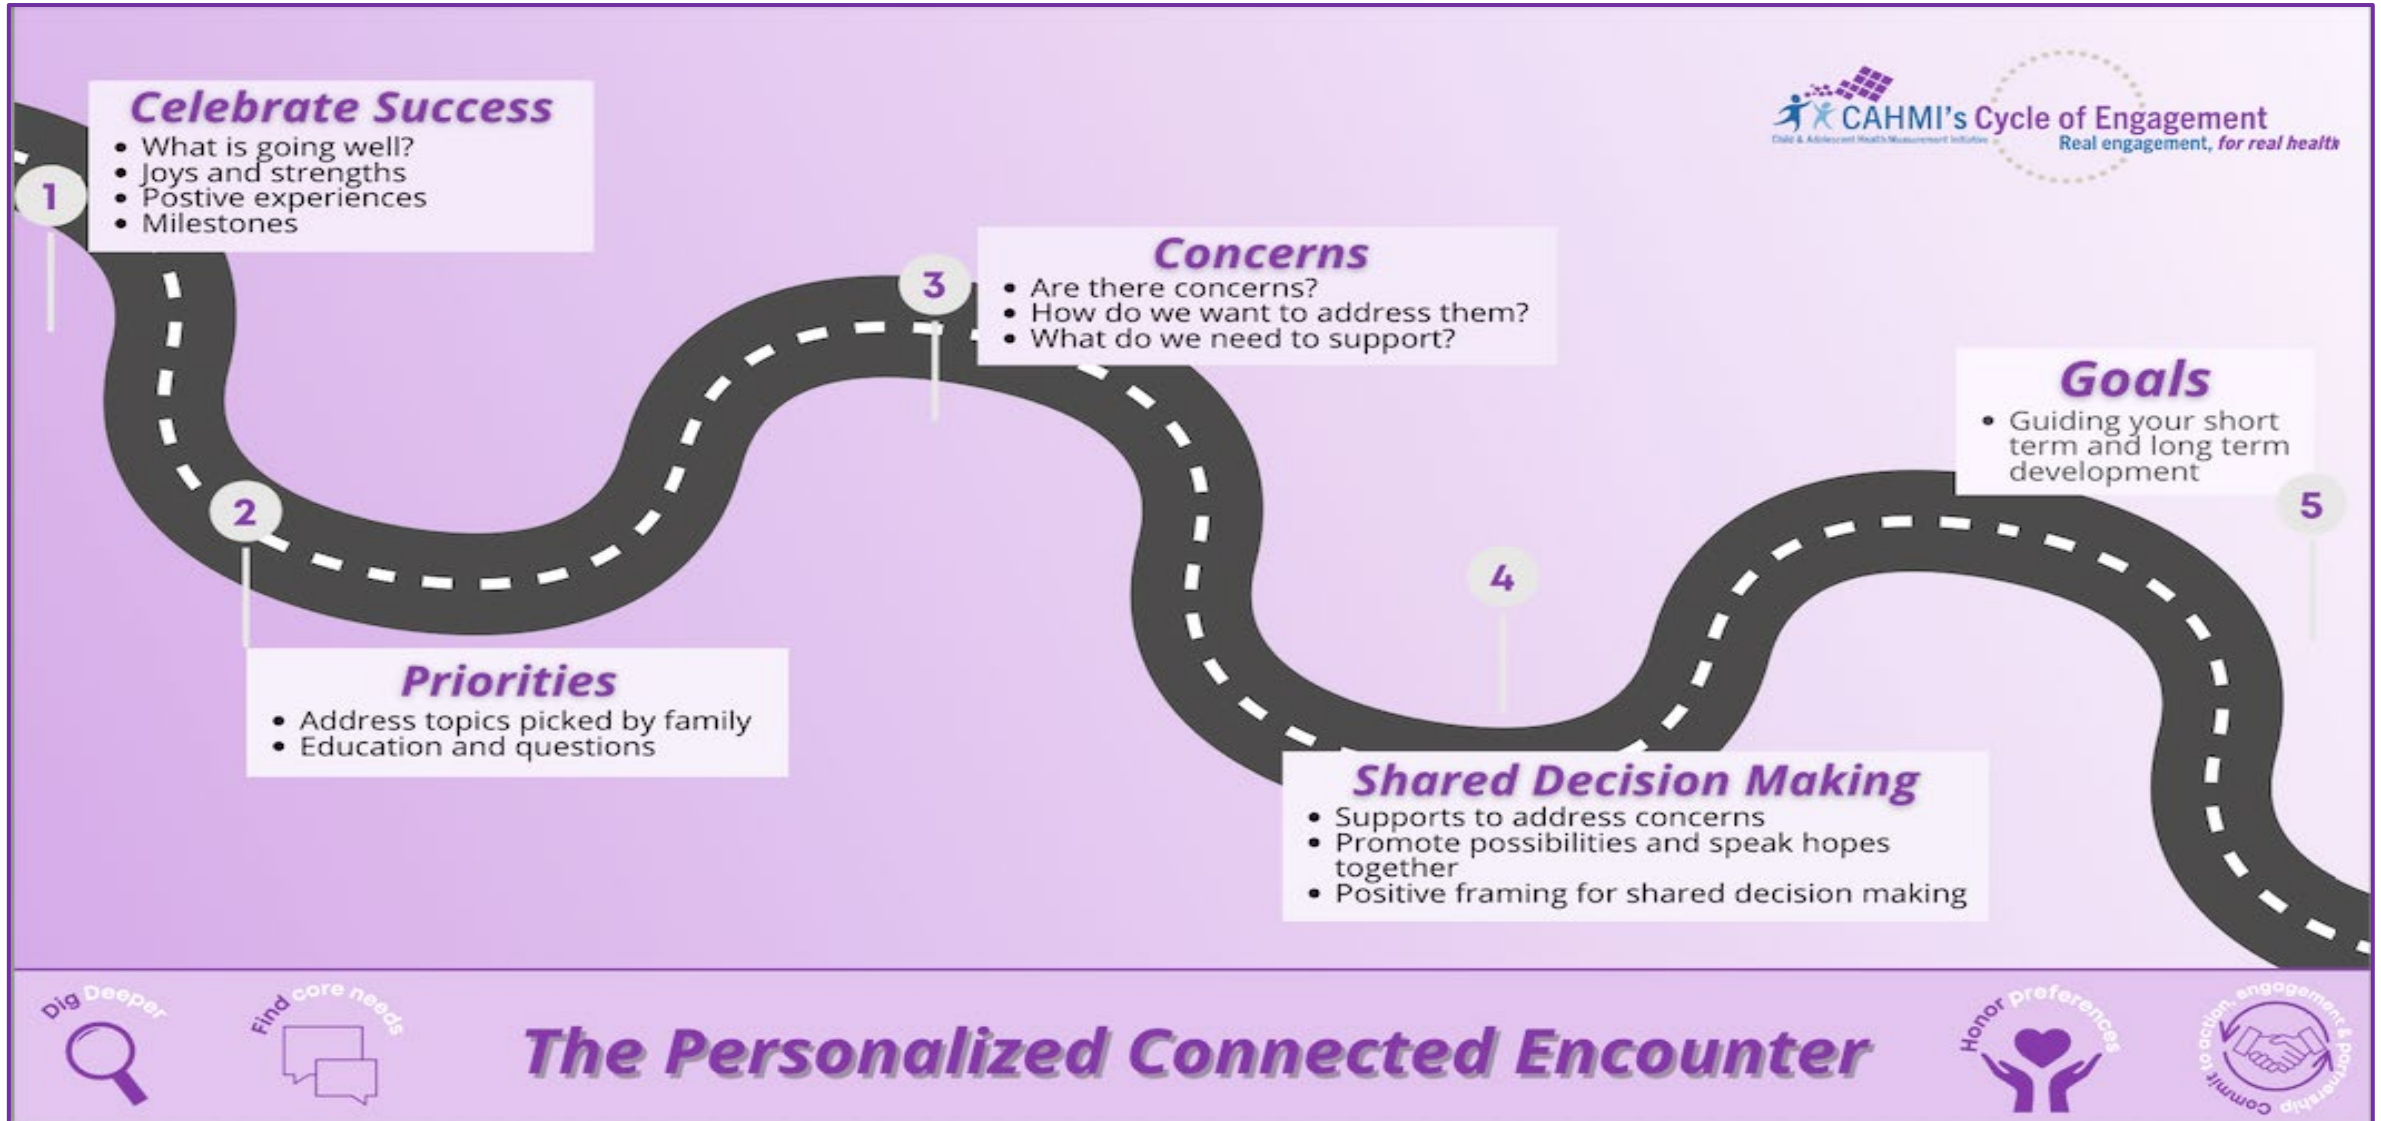 Celebrate Success
• What is going well?
• Joys and strengths
• Postive experiences
• Milestones
1
CAHMI's Cycle of Engagement
Child & Adolescent Health Measurement Initiative
Real engagement, for real health
3
Concerns
• Are there concerns?
• How do we want to address them?
• What do we need to support?
Goals
• Guiding your short
term and long term
development
5
2
Priorities
• Address topics picked by family
• Education and questions
4
Shared Decision Making
• Supports to address concerns
• Promote possibilities and speak hopes
together
• Positive framing for shared decision making
Dig Deeper
Find core needs
The Personalized Connected Encounter
Honor preferences
Commit to action, engagement & partnership